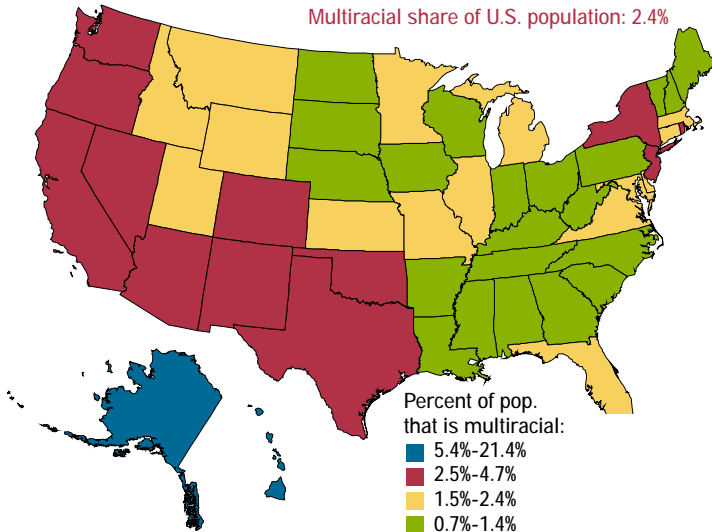 Multiracial share of U.S. population: 2.4%
Percent of pop.
that is multiracial:
5.4%-21.4%
2.5%-4.7%
1.5%-2.4%
0.7%-1.4%